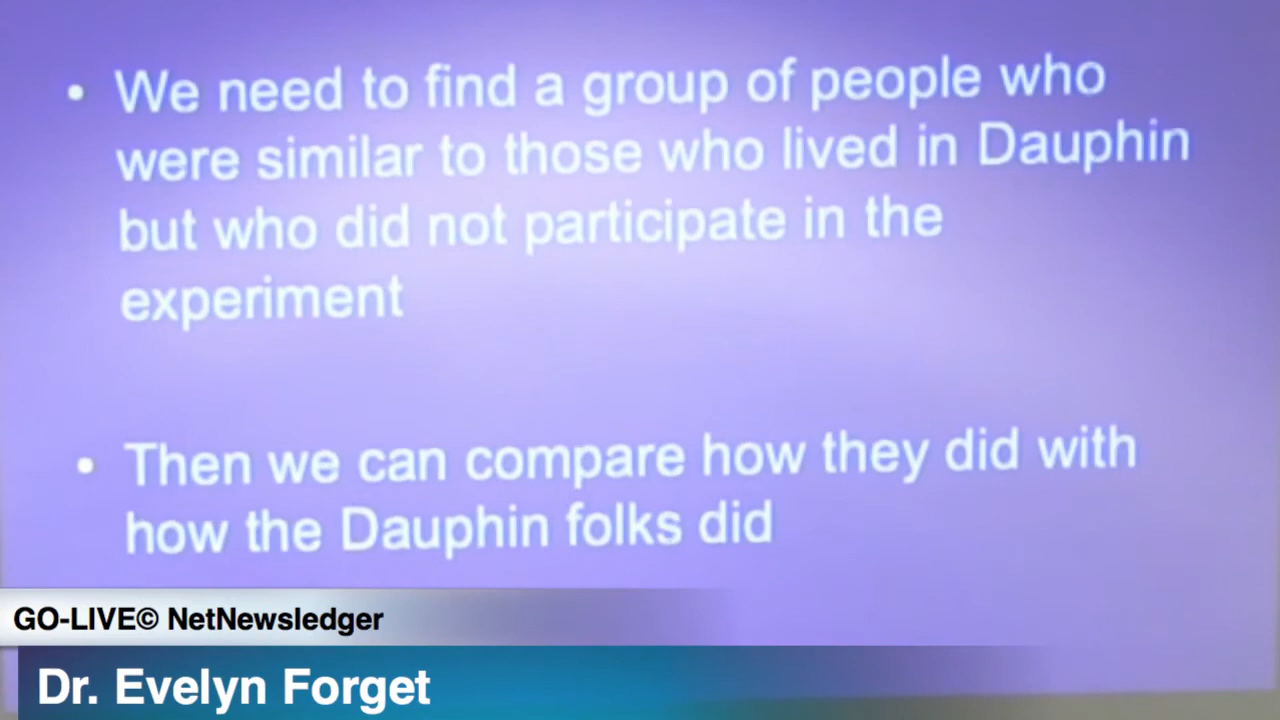 • We need to find a group of people who
were similar to those who lived in Dauphin
but who did not participate in the
experiment
• Then we can compare how they did with
how the Dauphin folks did
GO-LIVE© NetNewsledger
Dr. Evelyn Forget